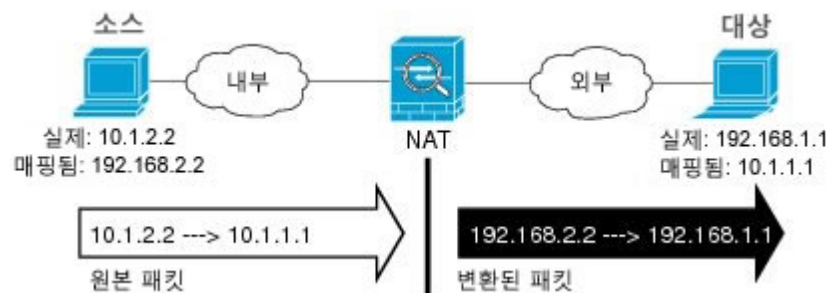 소스
대상
내부
외부
실제: 10.1.2.2
매핑됨: 192.168.2.2
NAT
실제: 192.168.1.1
매핑됨: 10.1.1.1
10.1.2.2 ---> 10.1.1.1
192.168.2.2 ---> 192.168.1.1
원본 패킷
변환된 패킷